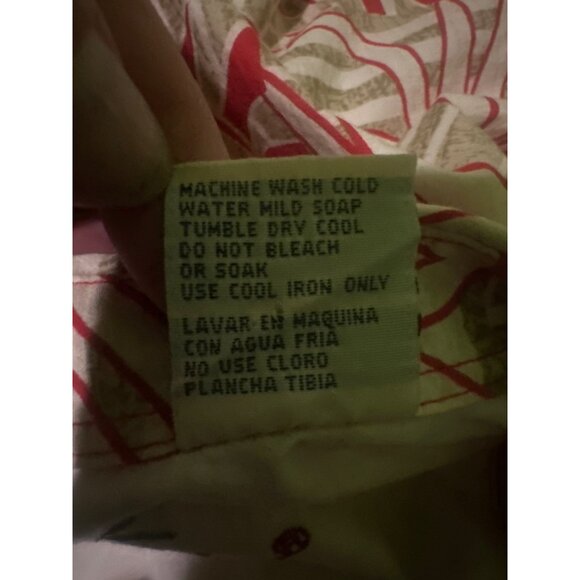 MACHINE WASH COLD
WATER MILD SOAP
TUMBLE DRY COOL
DO NOT BLEACH
OR SOAK
USE COOL IRON ONLY
LAVAR EN MAQUINA
CON AGUA FRIA
NO USE CLORO
PLANCHA TIBIA